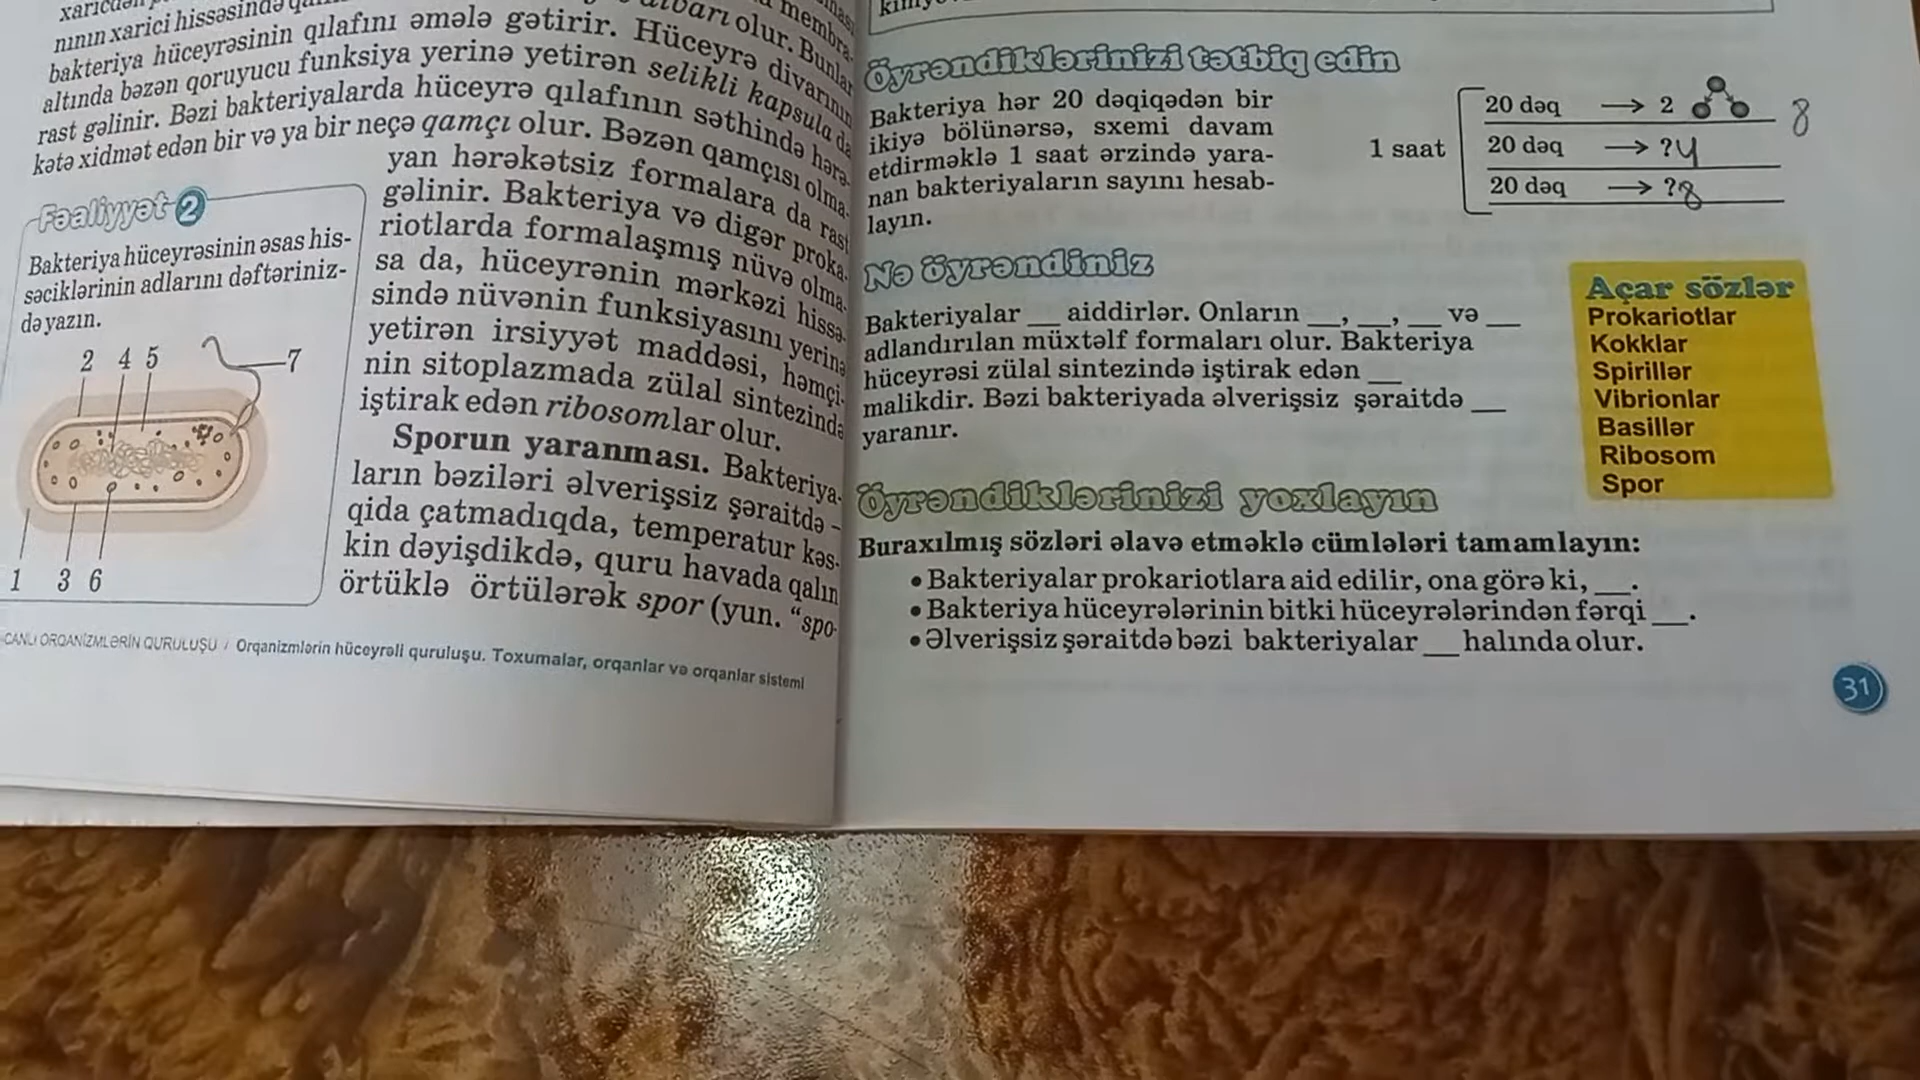 nının xarici hissəsində
bakteriya hüceyrəsinin qılafını əmələ gətirir. Hüceyrə divarının
altında bəzən qoruyucu funksiya yerinə yetirən selikli kapsula da
rast gəlinir. Bəzi bakteriyalarda hüceyrə qılafının səthində hərə-
kətə xidmət edən bir və ya bir neçə qamçı olur. Bəzən qamçısı olma-
yan hərəkətsiz formalara da rast
gəlinir. Bakteriya və digər proka-
riotlarda formalaşmış nüvə olma-
sa da, hüceyrənin mərkəzi hissə-
sində nüvənin funksiyasını yerinə
yetirən irsiyyət maddəsi, həmçi-
nin sitoplazmada zülal sintezində
iştirak edən ribosomlar olur.
Sporun yaranması. Bakteriya-
ların bəziləri əlverişsiz şəraitdə –
qida çatmadıqda, temperatur kəs-
kin dəyişdikdə, quru havada qalın
örtüklə örtülərək spor (yun. “spo-
Fəaliyyət 2
Bakteriya hüceyrəsinin əsas his-
səciklərinin adlarını dəftəriniz-
də yazın.
2 4 5
7
1 3 6
CANLI ORQANİZMLƏRİN QURULUŞU / Orqanizmlərin hüceyrəli quruluşu. Toxumalar, orqanlar və orqanlar sistemi
Öyrəndiklərinizi tətbiq edin
Bakteriya hər 20 dəqiqədən bir
ikiyə bölünərsə, sxemi davam
etdirməklə 1 saat ərzində yara-
nan bakteriyaların sayını hesab-
layın.
1 saat
20 dəq → 2
8
20 dəq → ? 4
20 dəq → ? 8
Nə öyrəndiniz
Bakteriyalar __ aiddirlər. Onların __, __, __ və __
adlandırılan müxtəlf formaları olur. Bakteriya
hüceyrəsi zülal sintezində iştirak edən __
malikdir. Bəzi bakteriyada əlverişsiz şəraitdə __
yaranır.
Açar sözlər
Prokariotlar
Kokklar
Spirillər
Vibrionlar
Basillər
Ribosom
Spor
Öyrəndiklərinizi yoxlayın
Buraxılmış sözləri əlavə etməklə cümlələri tamamlayın:
• Bakteriyalar prokariotlara aid edilir, ona görə ki, __.
• Bakteriya hüceyrələrinin bitki hüceyrələrindən fərqi __.
• Əlverişsiz şəraitdə bəzi bakteriyalar __ halında olur.
31